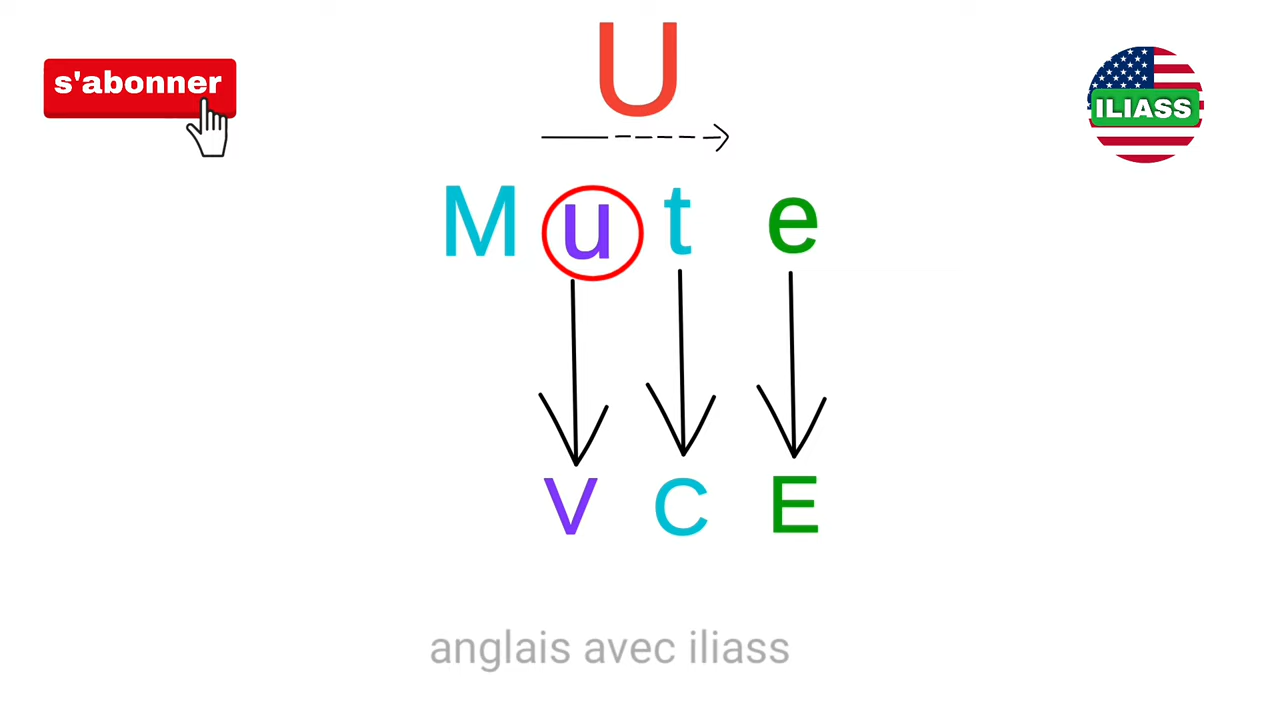 U
s'abonner
ILIASS
M u t e
V C E
anglais avec iliass